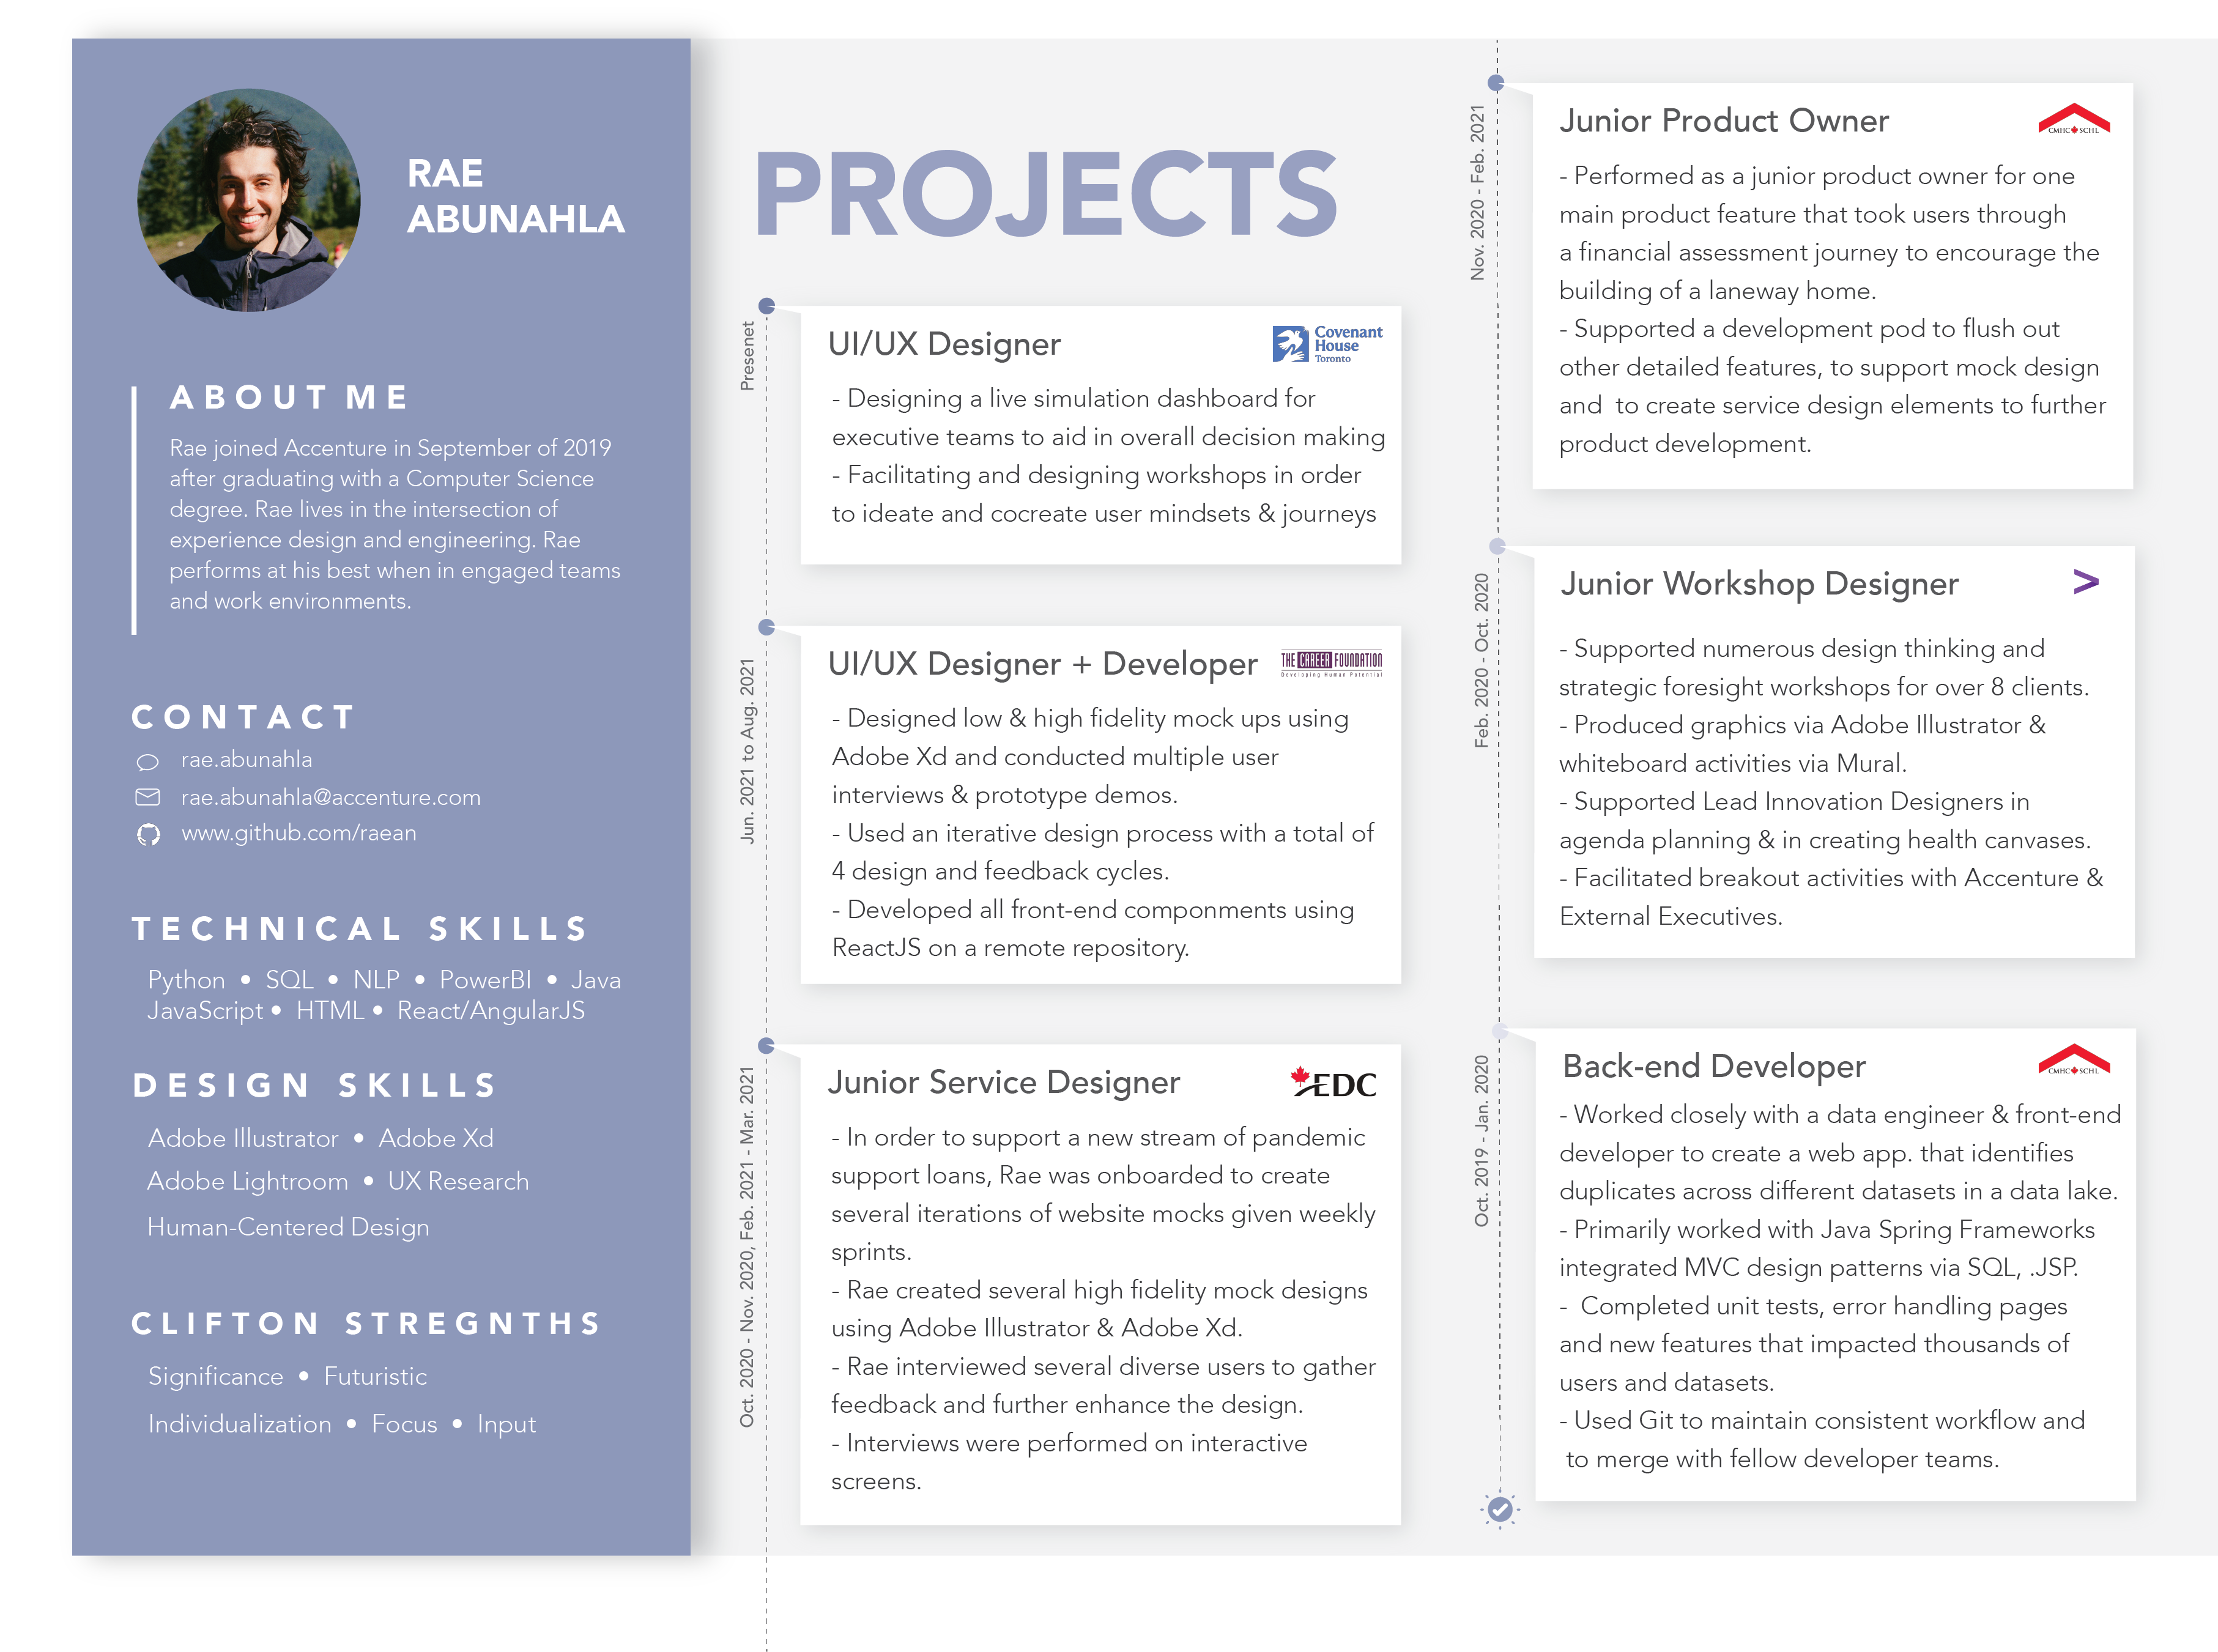 RAE
ABUNAHLA
ABOUT ME
Rae joined Accenture in September of 2019
after graduating with a Computer Science
degree. Rae lives in the intersection of
experience design and engineering. Rae
performs at his best when in engaged teams
and work environments.
CONTACT
rae.abunahla
rae.abunahla@accenture.com
www.github.com/raean
TECHNICAL SKILLS
Python • SQL • NLP • PowerBI • Java
JavaScript • HTML • React/AngularJS
DESIGN SKILLS
Adobe Illustrator • Adobe Xd
Adobe Lightroom • UX Research
Human-Centered Design
CLIFTON STREGNTHS
Significance • Futuristic
Individualization • Focus • Input
PROJECTS
Presenet
UI/UX Designer
Covenant
House
Toronto
- Designing a live simulation dashboard for
executive teams to aid in overall decision making
- Facilitating and designing workshops in order
to ideate and cocreate user mindsets & journeys
Jun. 2021 to Aug. 2021
UI/UX Designer + Developer
THE CAREER FOUNDATION
Developing Human Potential
- Designed low & high fidelity mock ups using
Adobe Xd and conducted multiple user
interviews & prototype demos.
- Used an iterative design process with a total of
4 design and feedback cycles.
- Developed all front-end componments using
ReactJS on a remote repository.
Oct. 2020 - Nov. 2020, Feb. 2021 - Mar. 2021
Junior Service Designer
EDC
- In order to support a new stream of pandemic
support loans, Rae was onboarded to create
several iterations of website mocks given weekly
sprints.
- Rae created several high fidelity mock designs
using Adobe Illustrator & Adobe Xd.
- Rae interviewed several diverse users to gather
feedback and further enhance the design.
- Interviews were performed on interactive
screens.
Nov. 2020 - Feb. 2021
Junior Product Owner
CMHC SCHL
- Performed as a junior product owner for one
main product feature that took users through
a financial assessment journey to encourage the
building of a laneway home.
- Supported a development pod to flush out
other detailed features, to support mock design
and  to create service design elements to further
product development.
Feb. 2020 - Oct. 2020
Junior Workshop Designer
>
- Supported numerous design thinking and
strategic foresight workshops for over 8 clients.
- Produced graphics via Adobe Illustrator &
whiteboard activities via Mural.
- Supported Lead Innovation Designers in
agenda planning & in creating health canvases.
- Facilitated breakout activities with Accenture &
External Executives.
Oct. 2019 - Jan. 2020
Back-end Developer
CMHC SCHL
- Worked closely with a data engineer & front-end
developer to create a web app. that identifies
duplicates across different datasets in a data lake.
- Primarily worked with Java Spring Frameworks
integrated MVC design patterns via SQL, .JSP.
-  Completed unit tests, error handling pages
and new features that impacted thousands of
users and datasets.
- Used Git to maintain consistent workflow and
to merge with fellow developer teams.